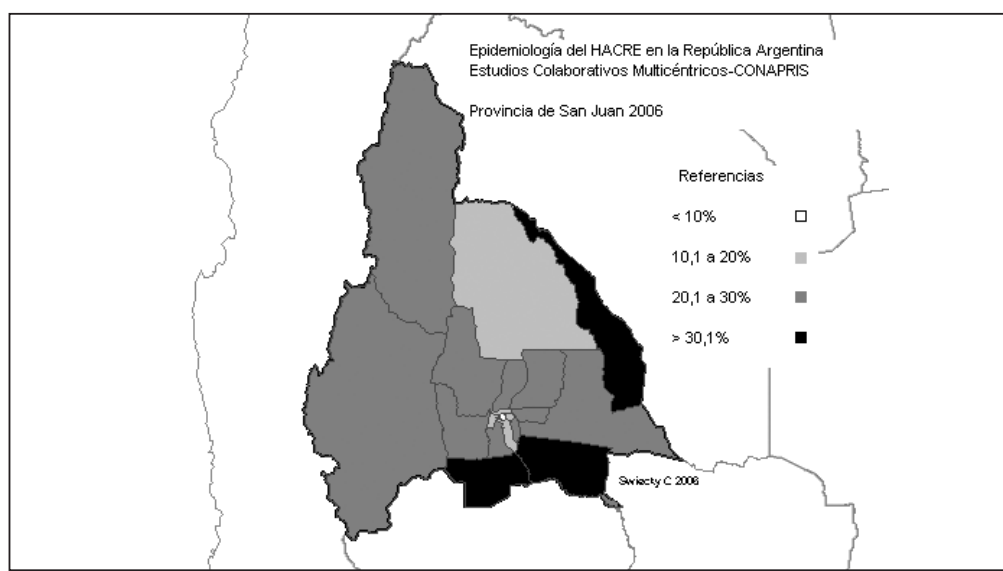 Epidemiología del HACRE en la República Argentina
Estudios Colaborativos Multicéntricos-CONAPRIS
Provincia de San Juan 2006
Referencias
< 10%
10,1 a 20%
20,1 a 30%
> 30,1%
Swiecty C 2006